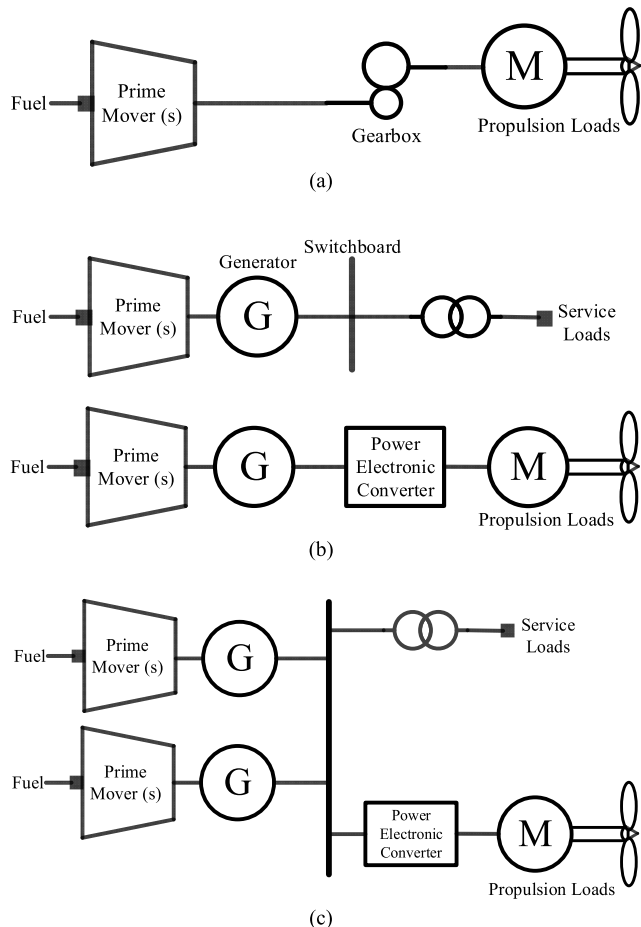 Prime
Mover (s)
Fuel
Gearbox
M
Propulsion Loads
(a)
Switchboard
Generator
Prime
Mover (s)
Fuel
G
Service
Loads
Prime
Mover (s)
Fuel
G
Power
Electronic
Converter
M
Propulsion Loads
(b)
Prime
Mover (s)
Fuel
G
Service
Loads
Prime
Mover (s)
Fuel
G
Power
Electronic
Converter
M
Propulsion Loads
(c)